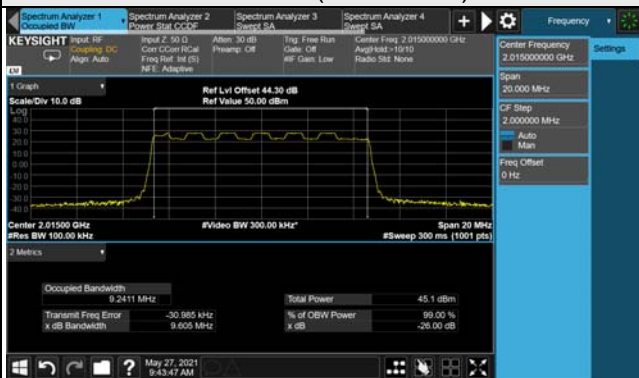 Spectrum Analyzer 1
Occupied BW
Spectrum Analyzer 2
Power Stat CCDF
Spectrum Analyzer 3
Swept SA
Spectrum Analyzer 4
Swept SA
Frequency
KEYSIGHT
Input: RF
Coupling: DC
Align: Auto
Input Z: 50 Ω
Corr CCorr RCal
Freq Ref: Int (S)
NFE: Adaptive
Atten: 30 dB
Preamp: Off
Trig: Free Run
Gate: Off
#IF Gain: Low
Center Freq: 2.015000000 GHz
Avg|Hold:>10/10
Radio Std: None
Center Frequency
2.015000000 GHz
Settings
Span
20.000 MHz
CF Step
2.000000 MHz
Auto
Man
Freq Offset
0 Hz
1 Graph
Scale/Div 10.0 dB
Ref Lvl Offset 44.30 dB
Ref Value 50.00 dBm
Log
40.0
30.0
20.0
10.0
0.00
-10.0
-20.0
-30.0
-40.0
Center 2.01500 GHz
#Res BW 100.00 kHz
#Video BW 300.00 kHz*
Span 20 MHz
#Sweep 300 ms (1001 pts)
2 Metrics
Occupied Bandwidth
9.2411 MHz
Total Power 45.1 dBm
Transmit Freq Error -30.985 kHz
% of OBW Power 99.00 %
x dB Bandwidth 9.605 MHz
x dB -26.00 dB
May 27, 2021
9:43:47 AM